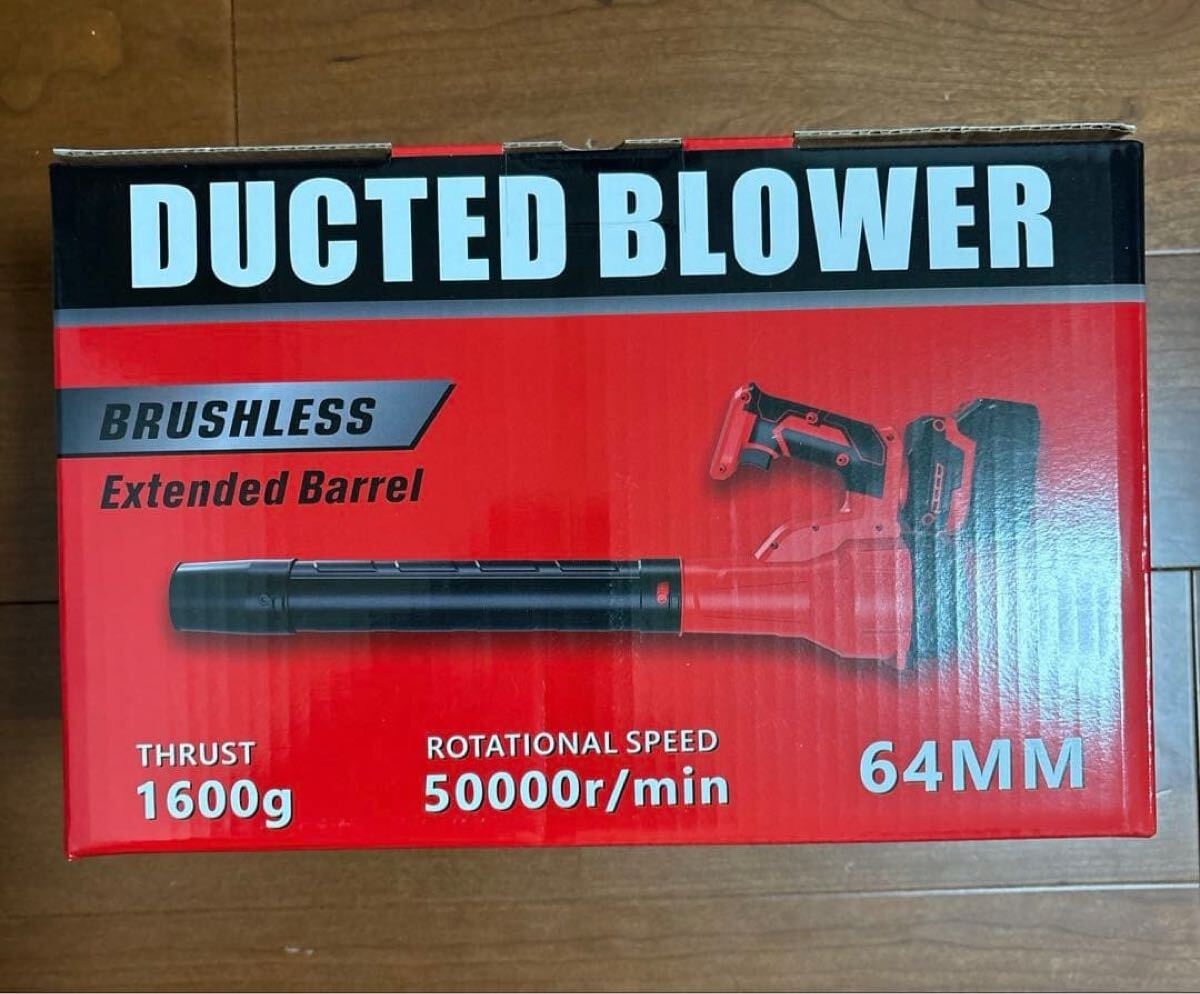 DUCTED BLOWER
BRUSHLESS
Extended Barrel
THRUST
1600g
ROTATIONAL SPEED
50000r/min
64MM